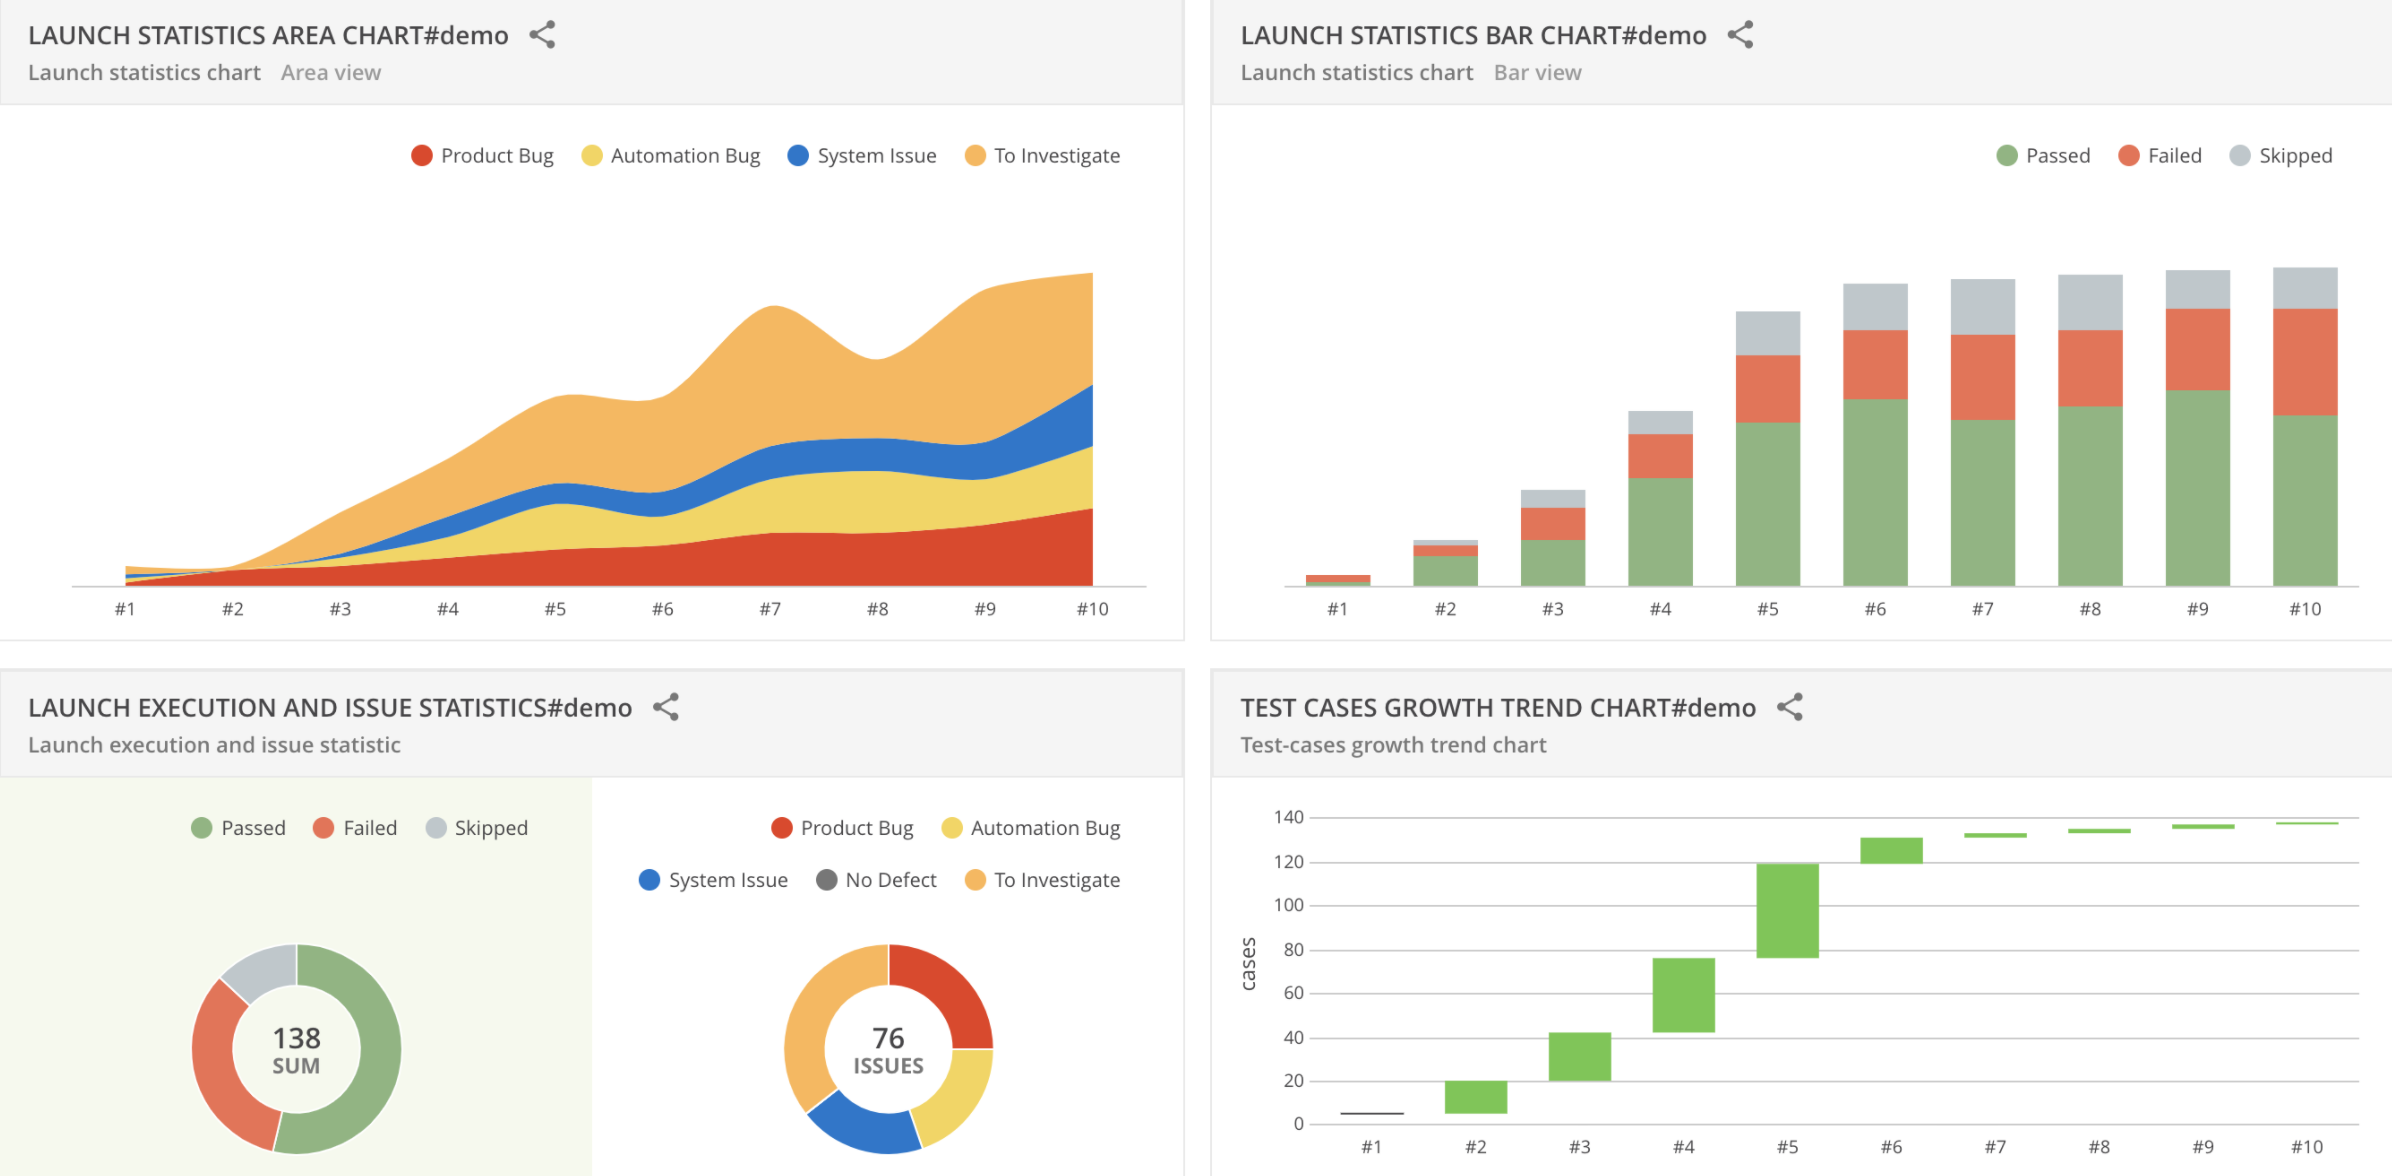 LAUNCH STATISTICS AREA CHART#demo
Launch statistics chart Area view
Product Bug Automation Bug System Issue To Investigate
#1 #2 #3 #4 #5 #6 #7 #8 #9 #10
LAUNCH STATISTICS BAR CHART#demo
Launch statistics chart Bar view
Passed Failed Skipped
#1 #2 #3 #4 #5 #6 #7 #8 #9 #10
LAUNCH EXECUTION AND ISSUE STATISTICS#demo
Launch execution and issue statistic
Passed Failed Skipped
138
SUM
Product Bug Automation Bug
System Issue No Defect To Investigate
76
ISSUES
TEST CASES GROWTH TREND CHART#demo
Test-cases growth trend chart
cases
140
120
100
80
60
40
20
0
#1 #2 #3 #4 #5 #6 #7 #8 #9 #10